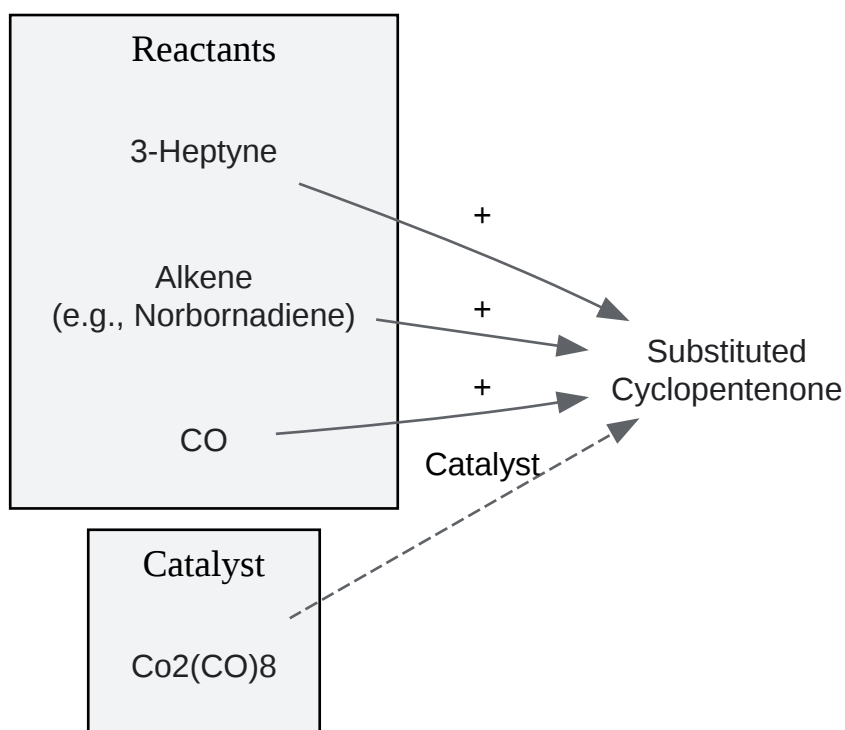 Reactants
3-Heptyne
+
Alkene
(e.g., Norbornadiene)
+
Substituted
Cyclopentenone
+
CO
Catalyst
Catalyst
Co2(CO)8